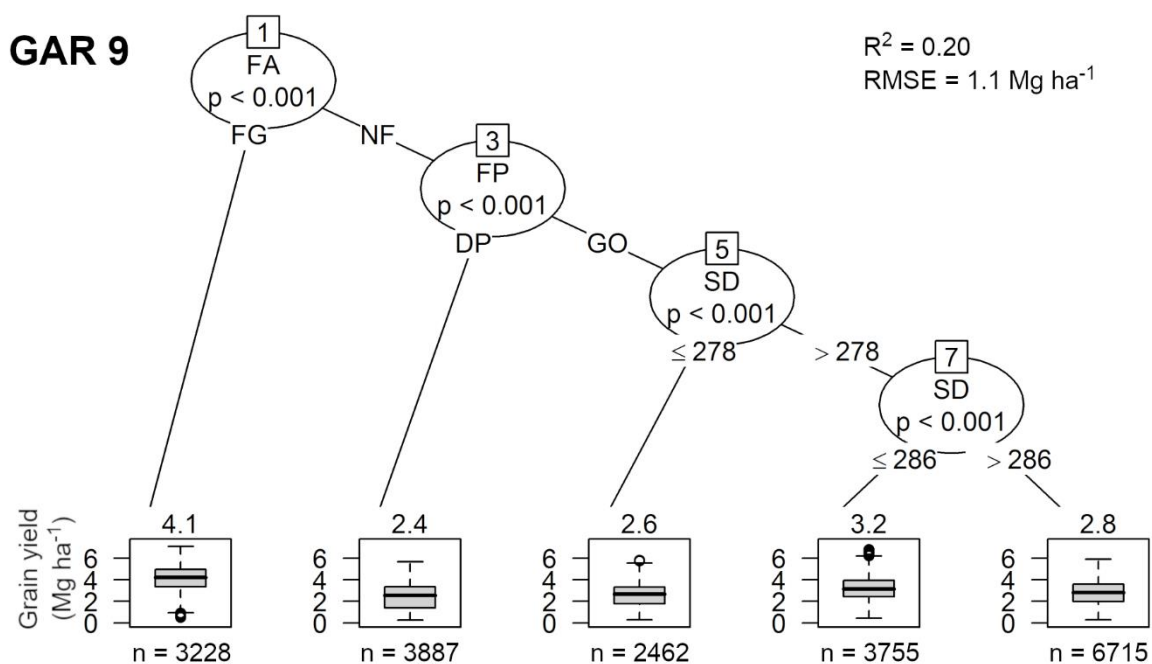 GAR 9
R² = 0.20
RMSE = 1.1 Mg ha⁻¹
1
FA
p < 0.001
FG
NF
3
FP
p < 0.001
DP
GO
5
SD
p < 0.001
≤ 278
> 278
7
SD
p < 0.001
≤ 286
> 286
Grain yield
(Mg ha⁻¹)
4.1
6
4
2
0
n = 3228
2.4
6
4
2
0
n = 3887
2.6
6
4
2
0
n = 2462
3.2
6
4
2
0
n = 3755
2.8
6
4
2
0
n = 6715